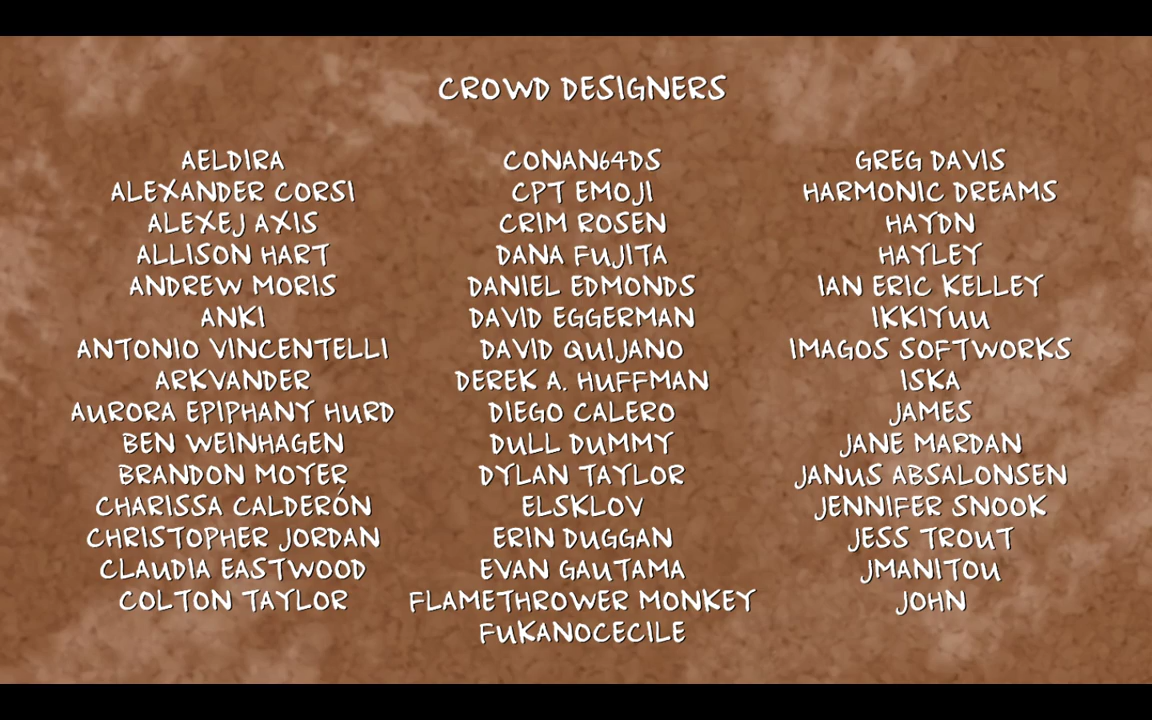 CROWD DESIGNERS
AELDIRA
ALEXANDER CORSI
ALEXEJ AXIS
ALLISON HART
ANDREW MORIS
ANKI
ANTONIO VINCENTELLI
ARKVANDER
AURORA EPIPHANY HURD
BEN WEINHAGEN
BRANDON MOYER
CHARISSA CALDERÓN
CHRISTOPHER JORDAN
CLAUDIA EASTWOOD
COLTON TAYLOR
CONAN64DS
CPT EMOJI
CRIM ROSEN
DANA FUJITA
DANIEL EDMONDS
DAVID EGGERMAN
DAVID QUIJANO
DEREK A. HUFFMAN
DIEGO CALERO
DULL DUMMY
DYLAN TAYLOR
ELSKLOV
ERIN DUGGAN
EVAN GAUTAMA
FLAMETHROWER MONKEY
FUKANOCECILE
GREG DAVIS
HARMONIC DREAMS
HAYDN
HAYLEY
IAN ERIC KELLEY
IKKIYUU
IMAGOS SOFTWORKS
ISKA
JAMES
JANE MARDAN
JANUS ABSALONSEN
JENNIFER SNOOK
JESS TROUT
JMANITOU
JOHN